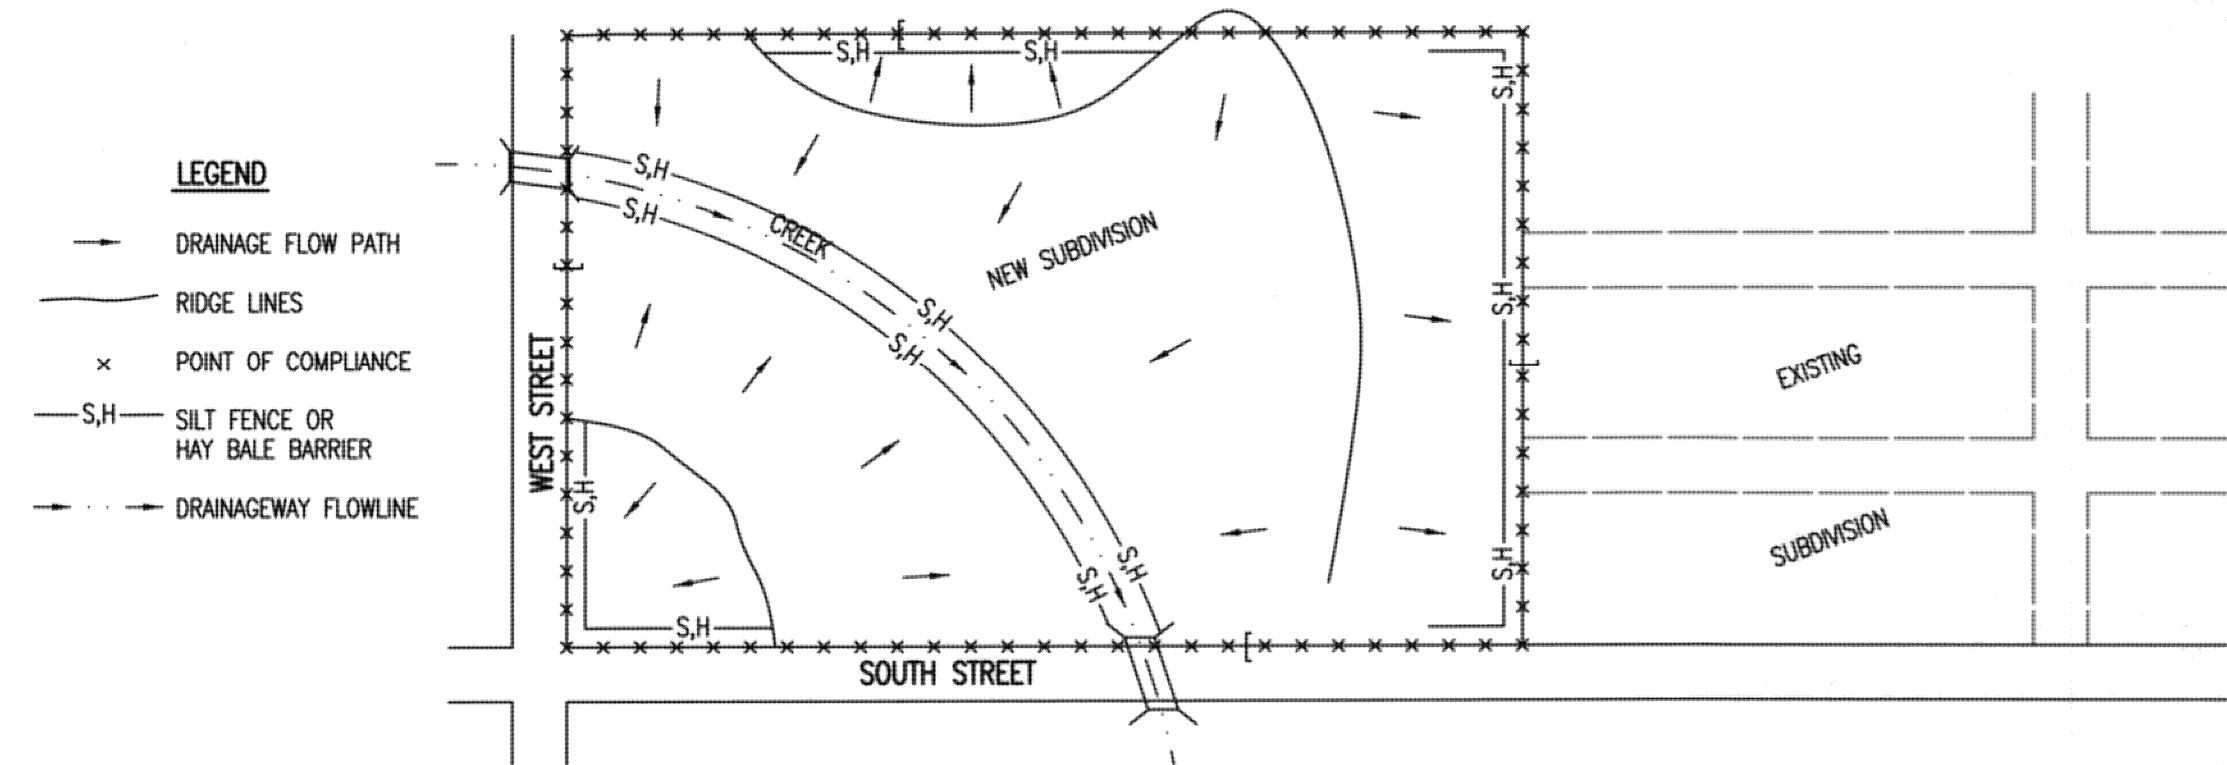 LEGEND
DRAINAGE FLOW PATH
RIDGE LINES
× POINT OF COMPLIANCE
S,H SILT FENCE OR
HAY BALE BARRIER
DRAINAGEWAY FLOWLINE
S,H
S,H
S,H
S,H
CREEK
NEW SUBDIVISION
S,H
S,H
S,H
S,H
S,H
S,H
S,H
S,H
S,H
WEST STREET
SOUTH STREET
EXISTING
SUBDIVISION